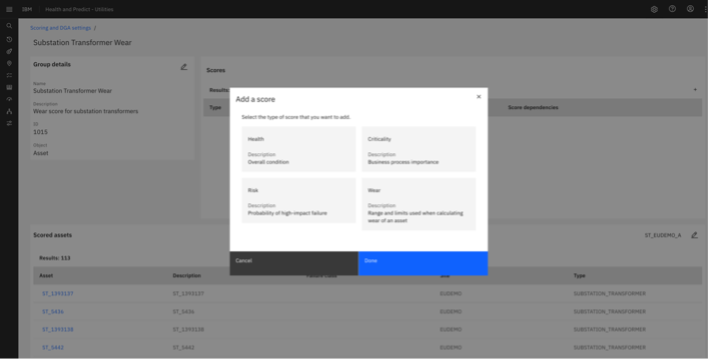 IBM Health and Predict - Utilities
Scoring and DGA settings /
Substation Transformer Wear
Group details
Name
Substation Transformer Wear
Description
Wear score for substation transformers
ID
1015
Object
Asset
Scores
Results:
Type
Score dependencies
Add a score
Select the type of score that you want to add.
Health
Description
Overall condition
Criticality
Description
Business process importance
Risk
Description
Probability of high-impact failure
Wear
Description
Range and limits used when calculating
wear of an asset
Cancel
Done
Scored assets
ST_EUDEMO_A
Results: 113
Asset Description Type
ST_1393137 ST_1393137 EUDEMO SUBSTATION_TRANSFORMER
ST_5436 ST_5436 EUDEMO SUBSTATION_TRANSFORMER
ST_1393138 ST_1393138 EUDEMO SUBSTATION_TRANSFORMER
ST_5442 ST_5442 EUDEMO SUBSTATION_TRANSFORMER